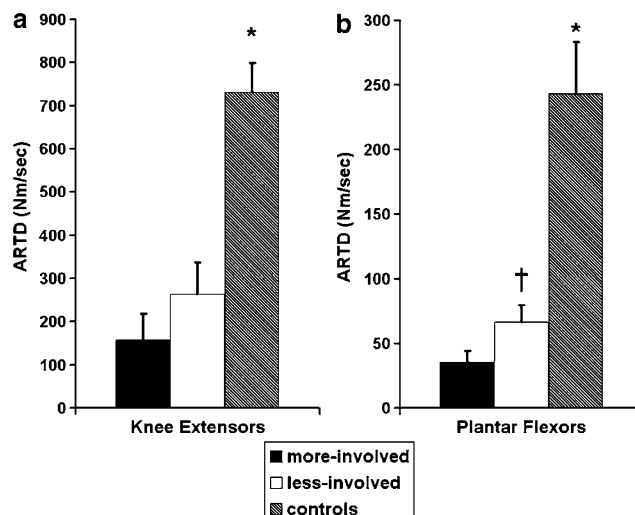 a
900
800
700
600
500
400
300
200
100
0
ARTD (Nm/sec)
*
Knee Extensors
b
300
250
200
150
100
50
0
ARTD (Nm/sec)
†
*
Plantar Flexors
more-involved
less-involved
controls